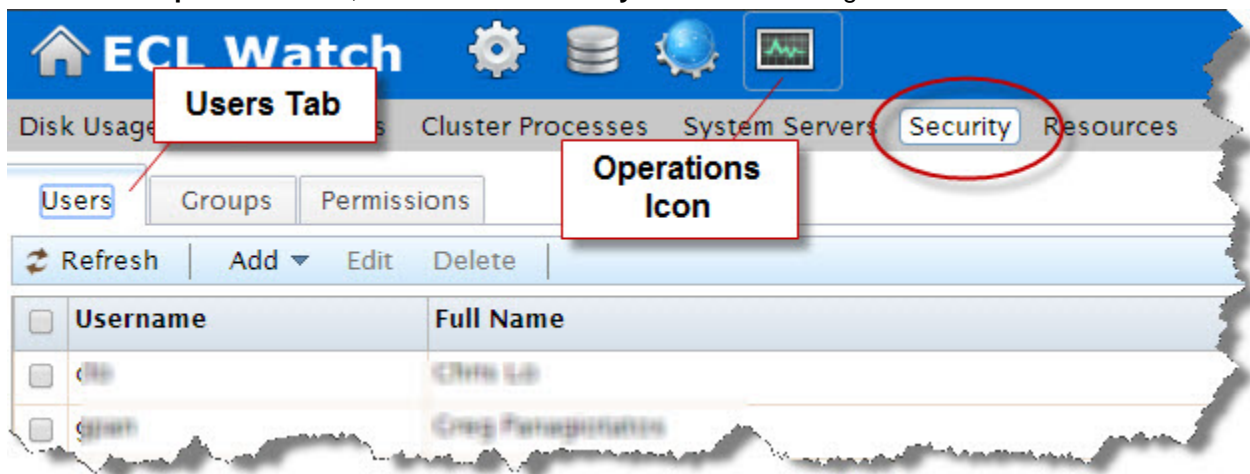 ECL Watch
Users Tab
Disk Usage s Cluster Processes System Servers Security Resources
Operations
Icon
Users Groups Permissions
Refresh Add Edit Delete
Username Full Name